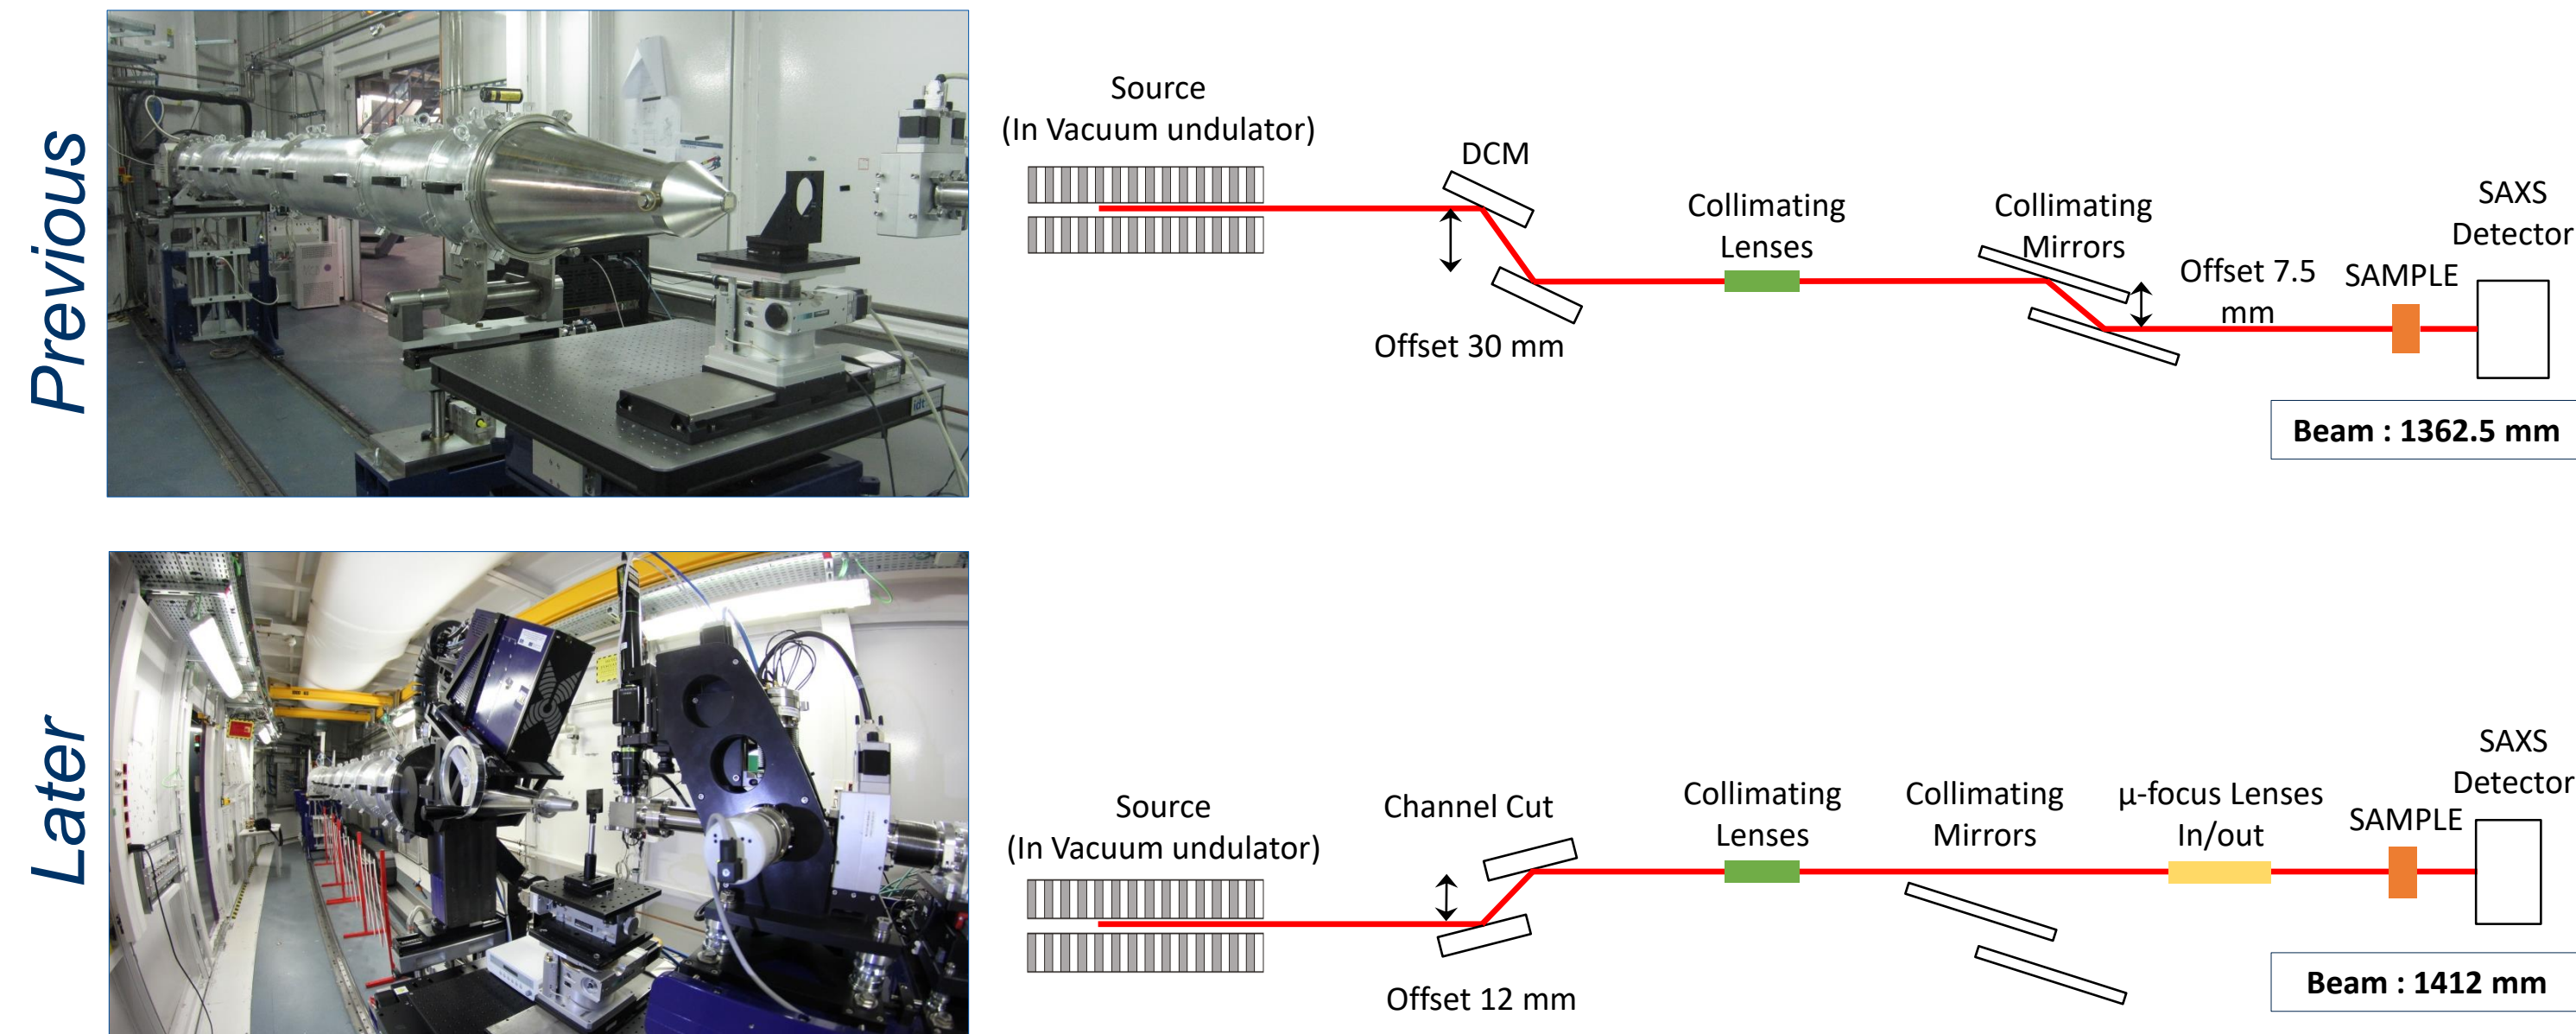 Previous
Source
(In Vacuum undulator)
DCM
Offset 30 mm
Collimating
Lenses
Collimating
Mirrors
Offset 7.5
mm
SAMPLE
SAXS
Detector
Beam : 1362.5 mm
idt
Later
Source
(In Vacuum undulator)
Channel Cut
Offset 12 mm
Collimating
Lenses
Collimating
Mirrors
µ-focus Lenses
In/out
SAMPLE
SAXS
Detector
Beam : 1412 mm